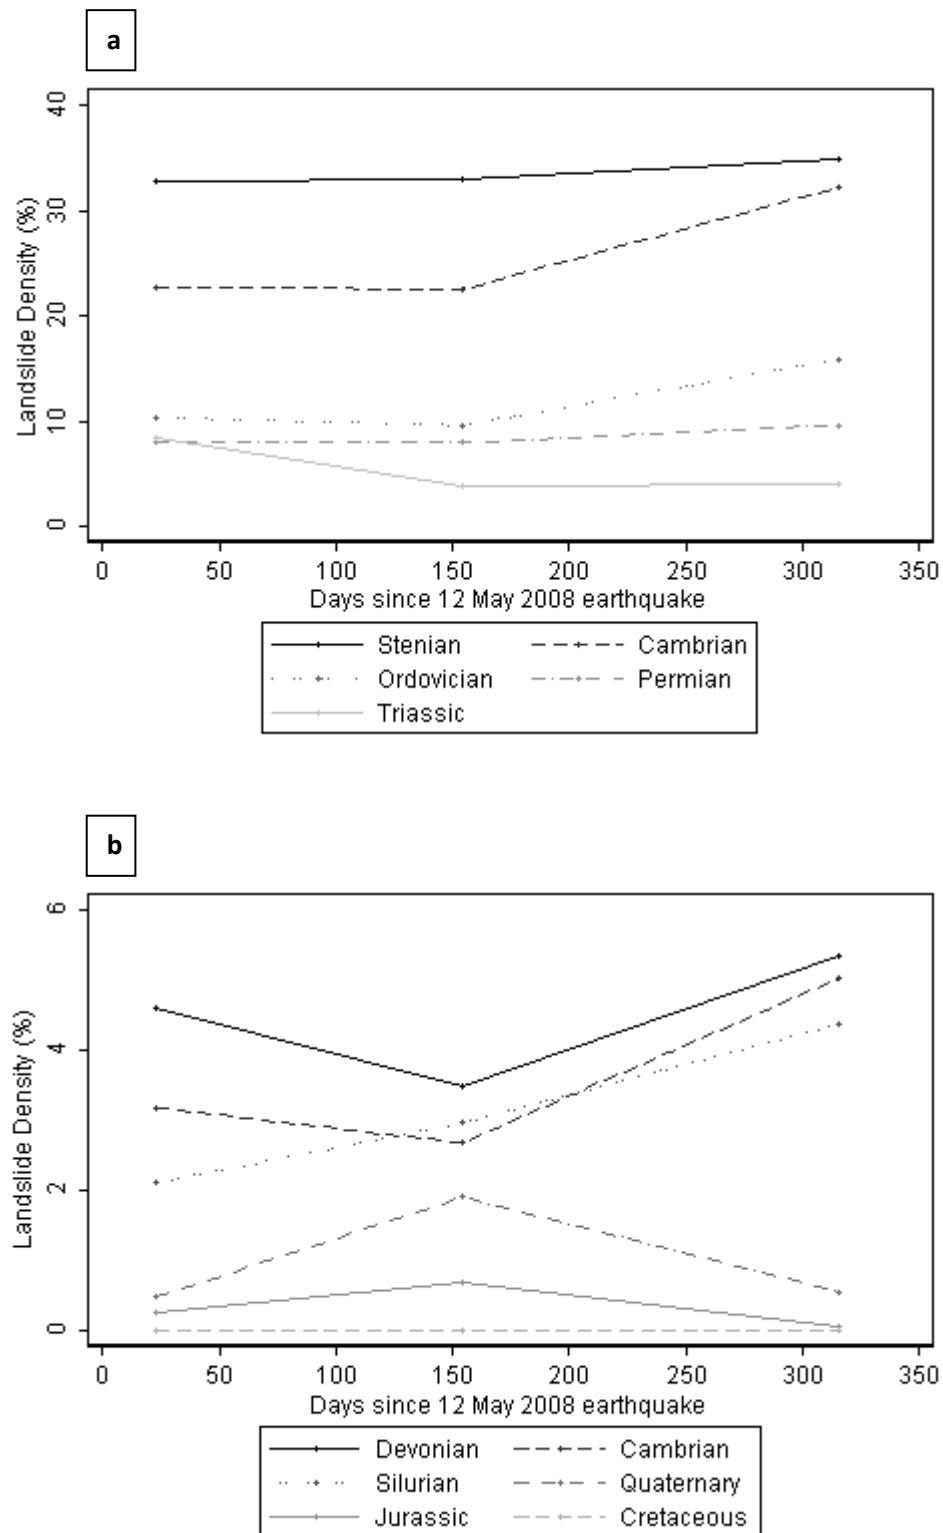 a
40
30
20
10
0
Landslide Density (%)
0 50 100 150 200 250 300 350
Days since 12 May 2008 earthquake
Stenian Cambrian
Ordovician Permian
Triassic
b
6
4
2
0
Landslide Density (%)
0 50 100 150 200 250 300 350
Days since 12 May 2008 earthquake
Devonian Cambrian
Silurian Quaternary
Jurassic Cretaceous